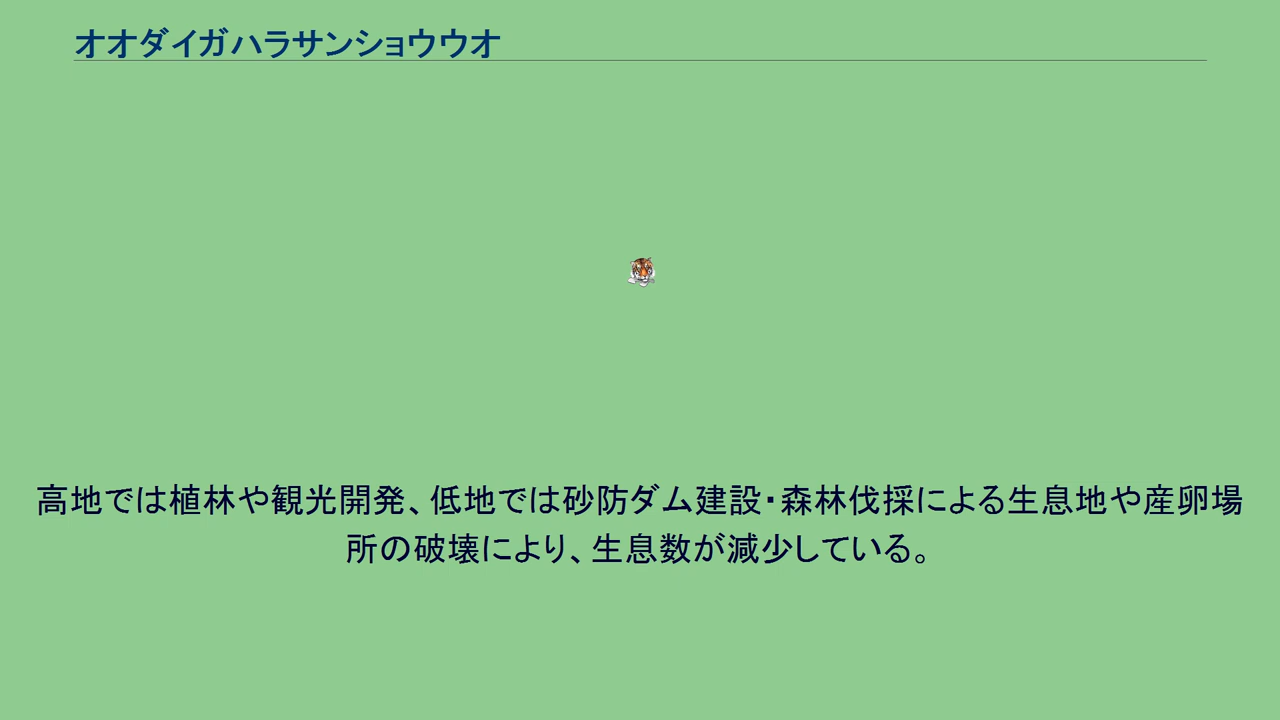 オオダイガハラサンショウウオ
高地では植林や観光開発、低地では砂防ダム建設・森林伐採による生息地や産卵場
所の破壊により、生息数が減少している。